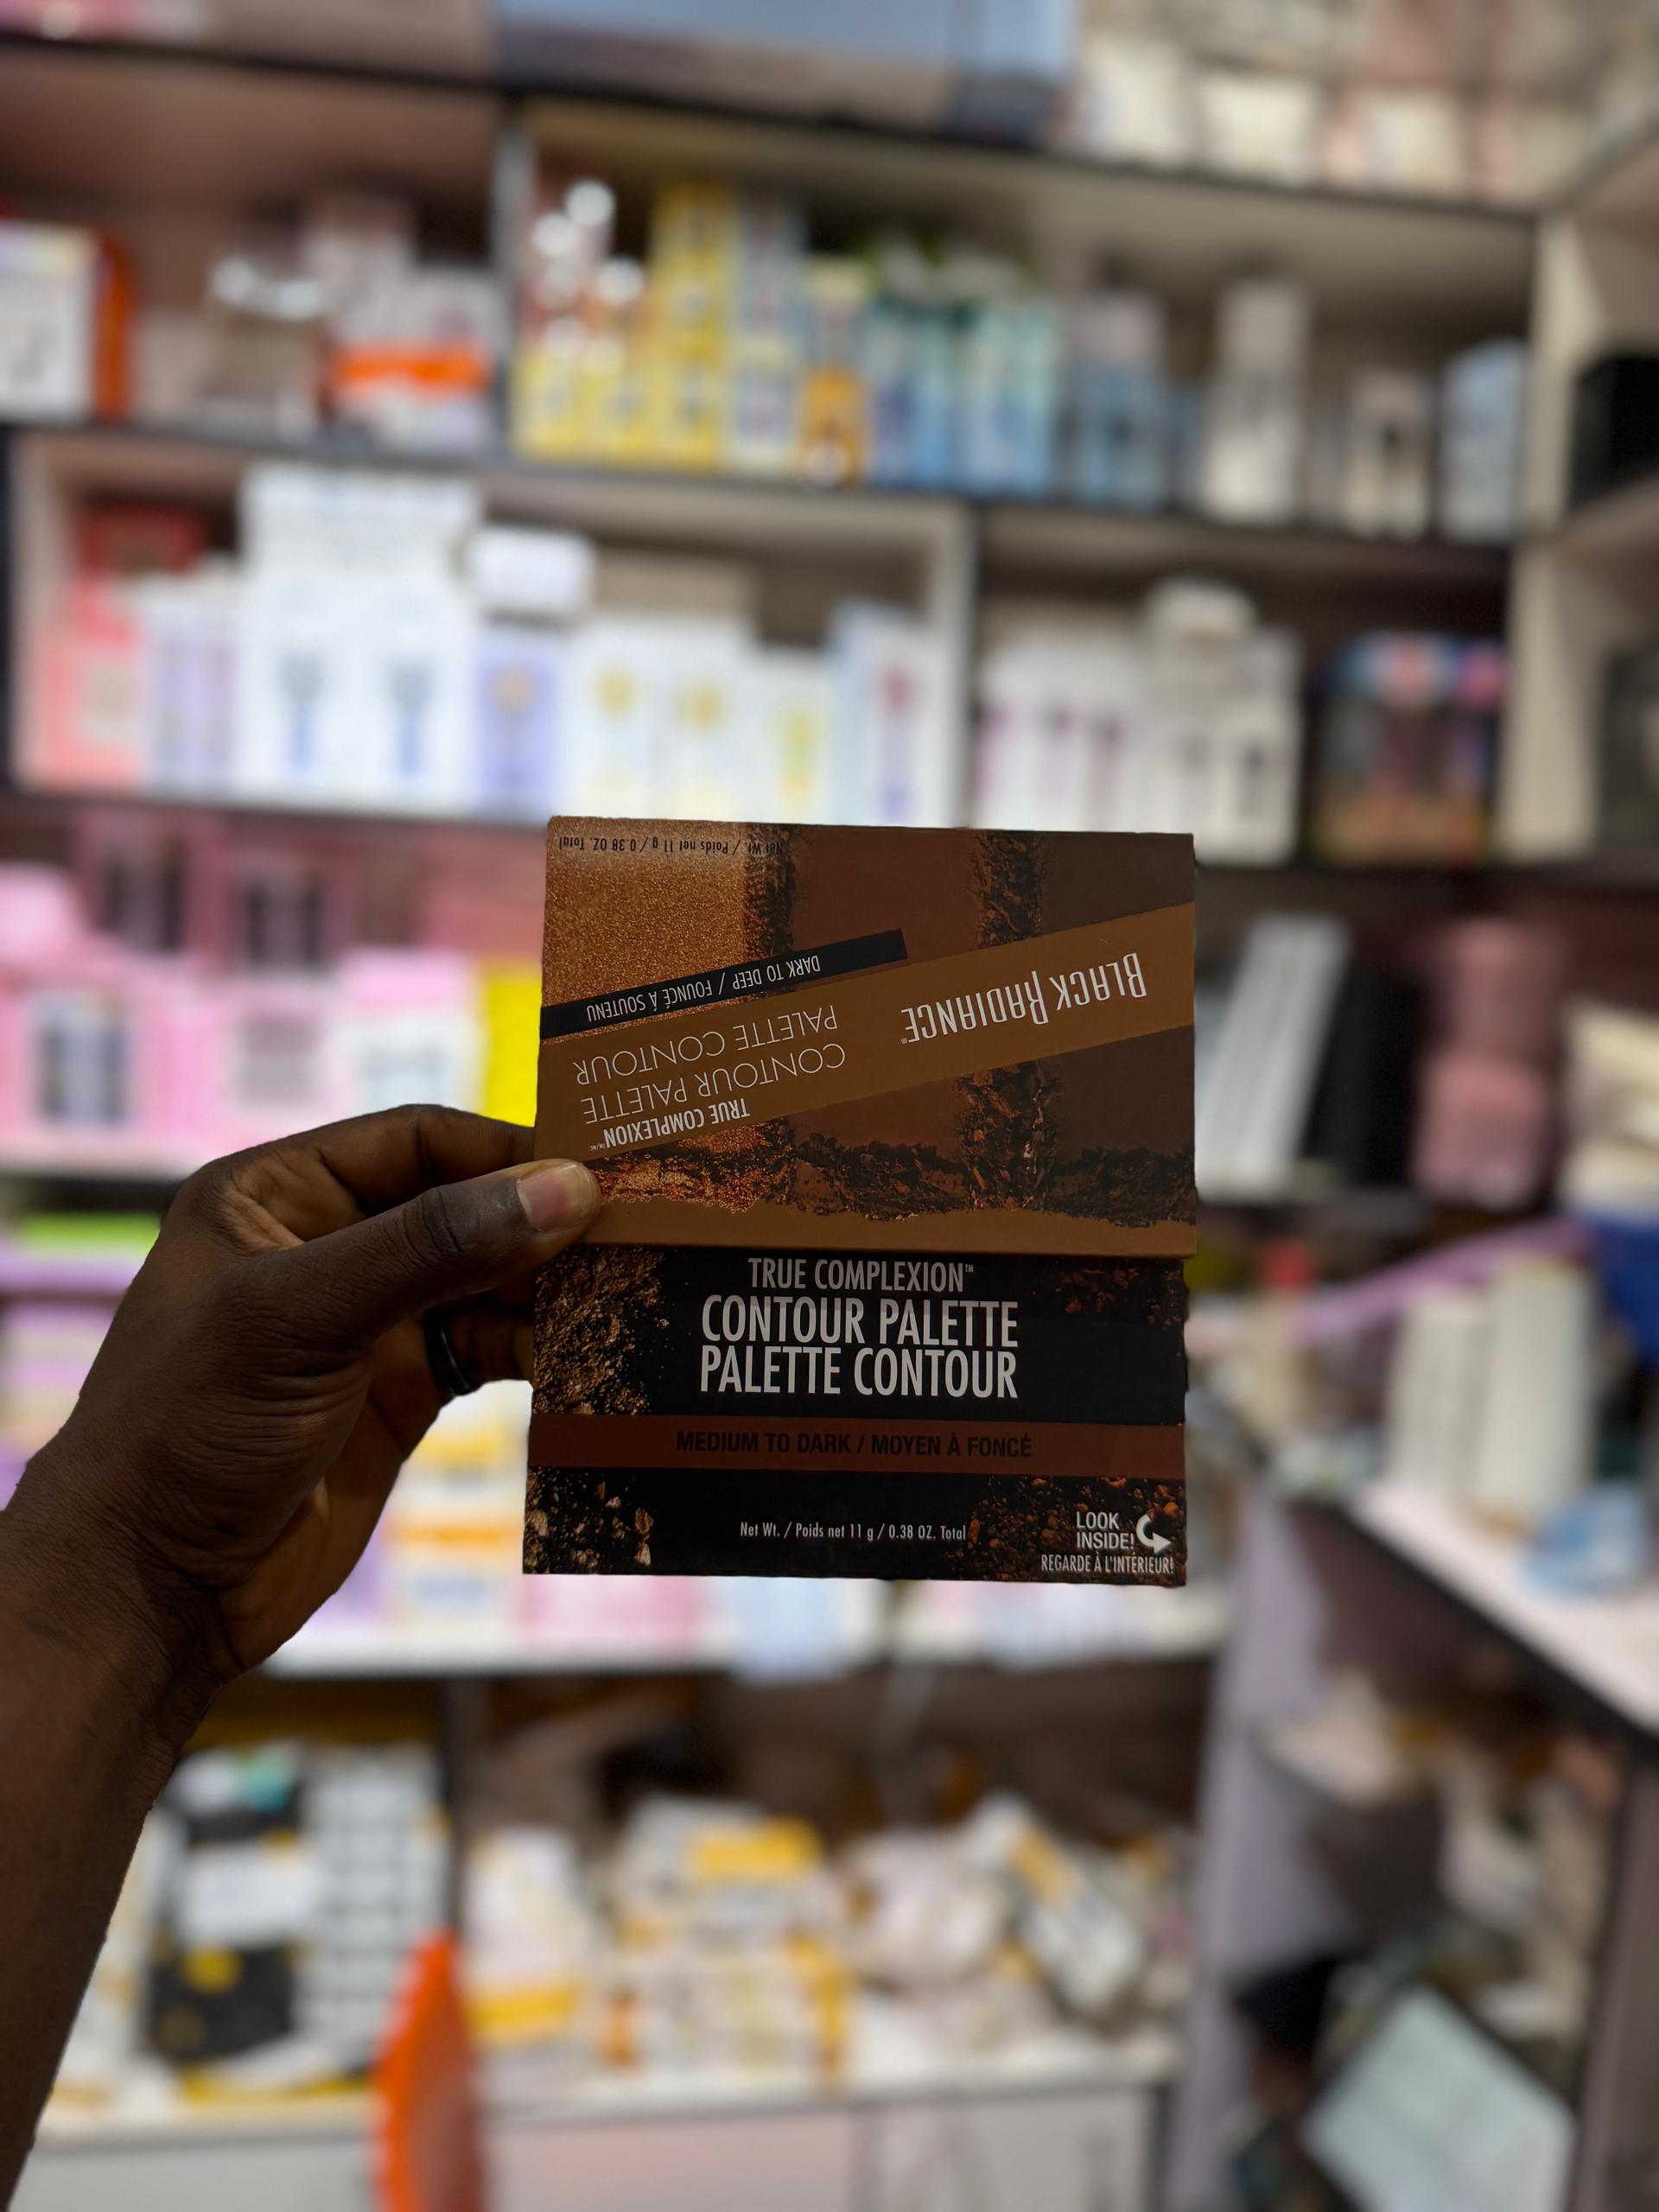 Net Wt. / Poids net 11 g / 0.38 OZ. Total
BLACK RADIANCE®
DARK TO DEEP / FOUNCÉ À SOUTENU
TRUE COMPLEXION™/MC
CONTOUR PALETTE
PALETTE CONTOUR
TRUE COMPLEXION™
CONTOUR PALETTE
PALETTE CONTOUR
MEDIUM TO DARK / MOYEN À FONCÉ
Net Wt. / Poids net 11 g / 0.38 OZ. Total
LOOK
INSIDE!
REGARDE À L'INTÉRIEUR!